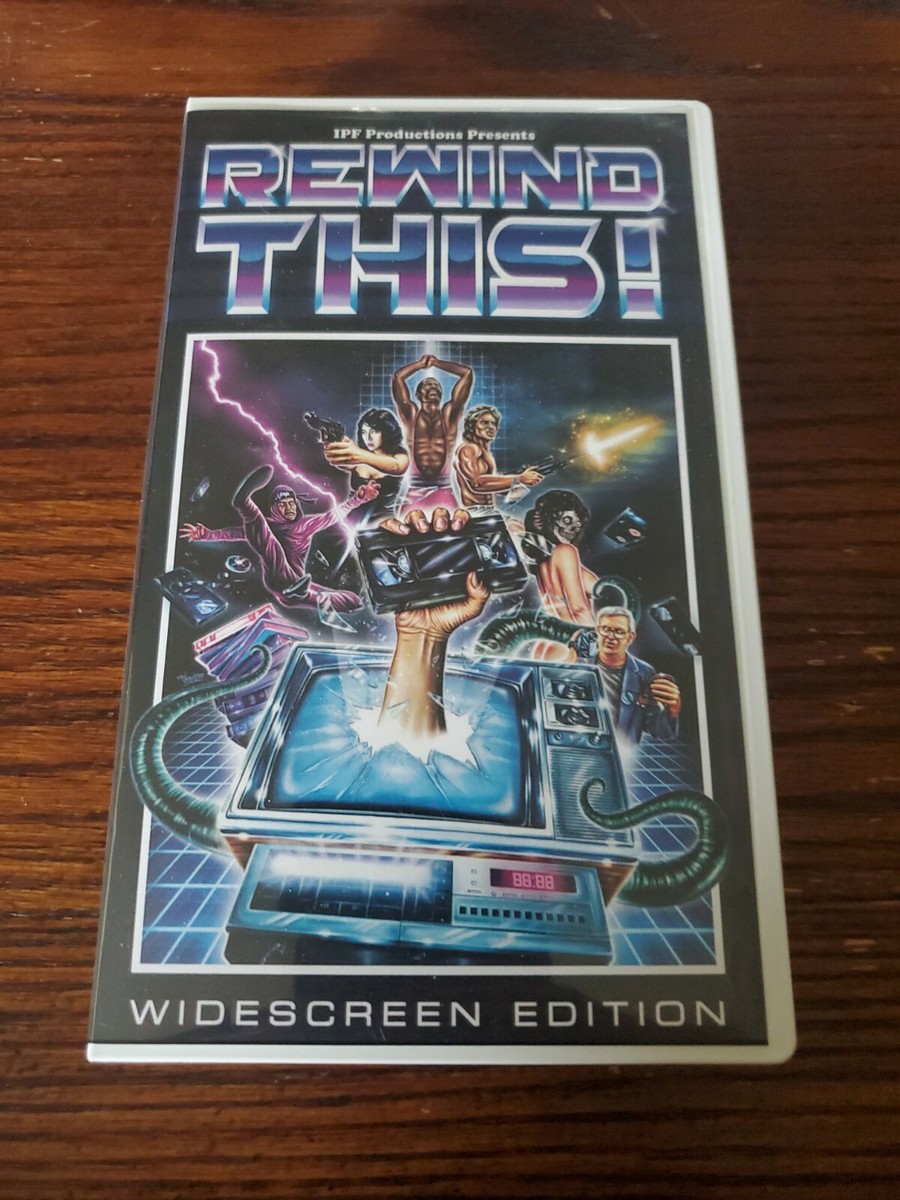 IPF Productions Presents
REWIND
THIS!
88:88
WIDESCREEN EDITION